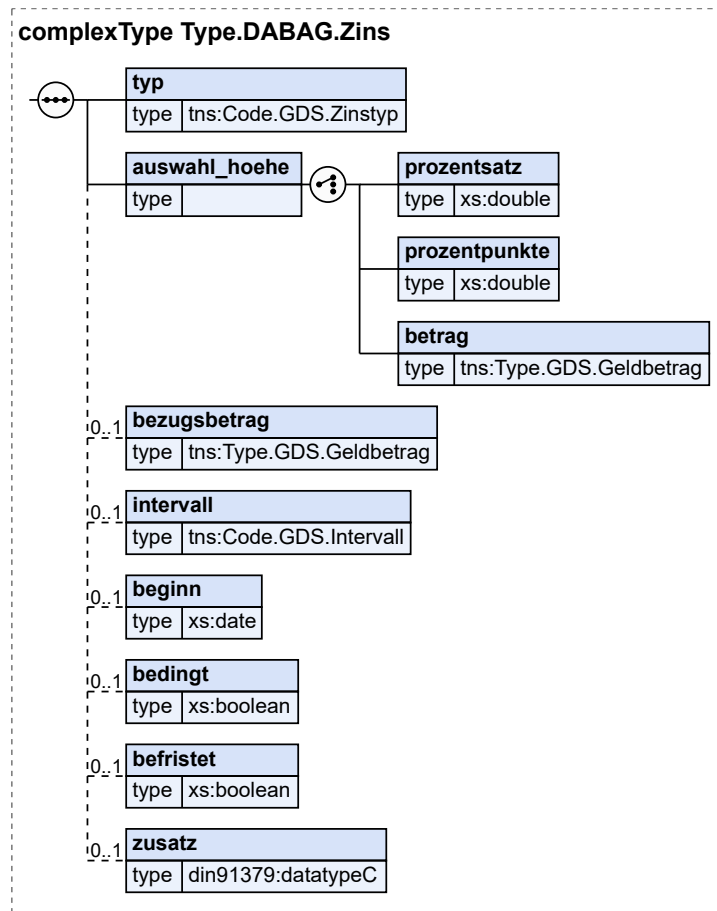 complexType Type.DABAG.Zins
typ
type tns:Code.GDS.Zinstyp
auswahl_hoehe
type
prozentsatz
type xs:double
prozentpunkte
type xs:double
betrag
type tns:Type.GDS.Geldbetrag
0..1 bezugsbetrag
type tns:Type.GDS.Geldbetrag
0..1 intervall
type tns:Code.GDS.Intervall
0..1 beginn
type xs:date
0..1 bedingt
type xs:boolean
0..1 befristet
type xs:boolean
0..1 zusatz
type din91379:datatypeC